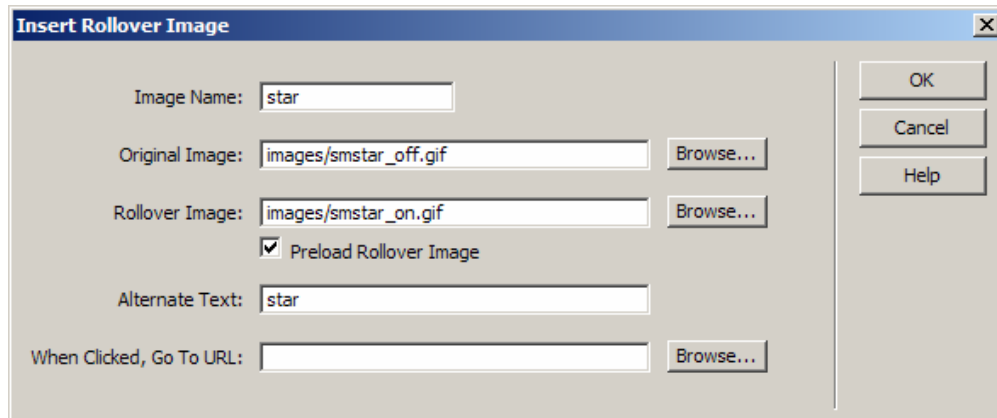 Insert Rollover Image
Image Name: star
OK
Original Image: images/smstar_off.gif Browse...
Cancel
Help
Rollover Image: images/smstar_on.gif Browse...
Preload Rollover Image
Alternate Text: star
When Clicked, Go To URL: Browse...